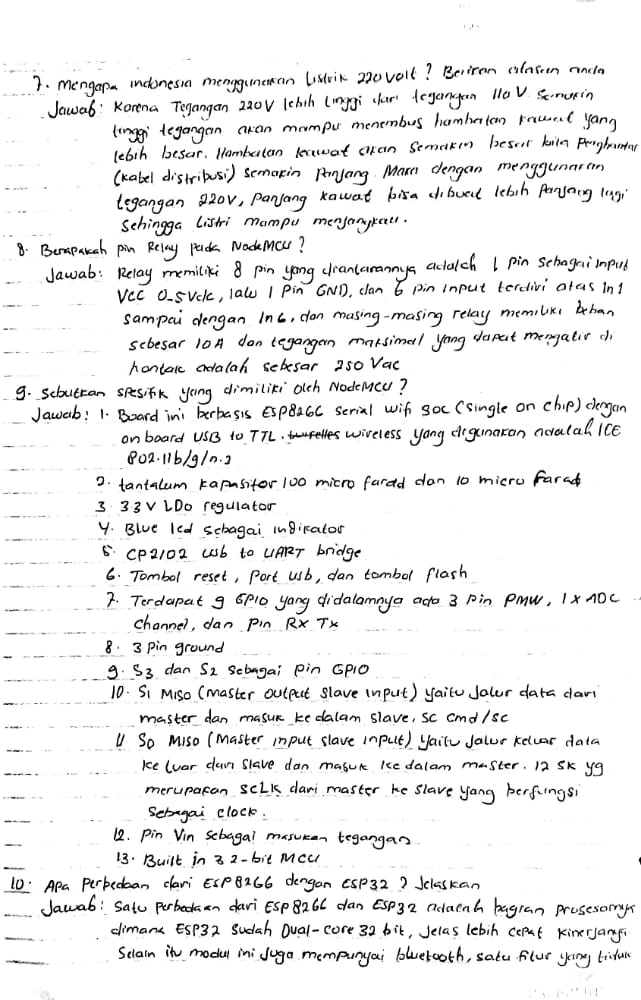 7. Mengapa Indonesia menggunakan Listrik 220 volt ? Berikan alasan anda
Jawab : Karena Tegangan 220V lebih tinggi dari tegangan 110 V. Semakin
tinggi tegangan akan mampu menembus hambatan kawat yang
lebih besar. Hambatan kawat akan semakin besar bila Penghantar
(kabel distribusi) semakin Panjang. Maka dengan menggunakan
tegangan 220V, Panjang kawat bisa dibuat lebih Panjang lagi
sehingga listri mampu menjangkau.
8. Berapakah pin Relay pada NodeMCU ?
Jawab : Relay memiliki 8 pin yang diantaranya adalah 1 pin sebagai input
VCC 0-5Vdc, lalu 1 Pin GND, dan 6 pin input terdiri atas In1
sampai dengan In6, dan masing-masing relay memiliki beban
sebesar 10A dan tegangan maksimal yang dapat mengalir di
kontak adalah sebesar 250 Vac
9. Sebutkan spesifik yang dimiliki oleh NodeMCU ?
Jawab : 1. Board ini berbasis ESP8266 serial wifi SOC (single on chip) dengan
on board USB to TTL. wireless yang digunakan adalah ICE
802.11b/g/n.
2. tantalum kapasitor 100 micro farad dan 10 micro farad
3. 33V LDo regulator
4. Blue led sebagai indikator
5. CP2102 usb to UART bridge
6. Tombol reset, Port usb, dan tombol flash
7. Terdapat 9 GPIO yang didalamnya ada 3 Pin PMW, 1 x ADC
Channel, dan Pin RX Tx
8. 3 Pin ground
9. S3 dan S2 sebagai pin GPIO
10. S1 MISO (Master Output Slave Input) yaitu Jalur data dari
master dan masuk kedalam slave, sc cmd/sc
11 S0 MISO (Master input slave input) yaitu Jalur keluar data
ke luar dari slave dan masuk kedalam master. 12 SK yg
merupakan SCLK dari master ke slave yang berfungsi
sebagai clock.
12. Pin Vin sebagai masukan tegangan
13. Built in 32-bit MCU
10. Apa Perbedaan dari ESP8266 dengan ESP32 ? Jelaskan
Jawab : Satu Perbedaan dari ESP 8266 dan ESP32 adalah bagian prosesornya
dimana ESP32 sudah Dual-core 32 bit, Jelas lebih cepat kinerjanya
Selain itu modul ini Juga mempunyai bluetooth, satu fitur yang tidak